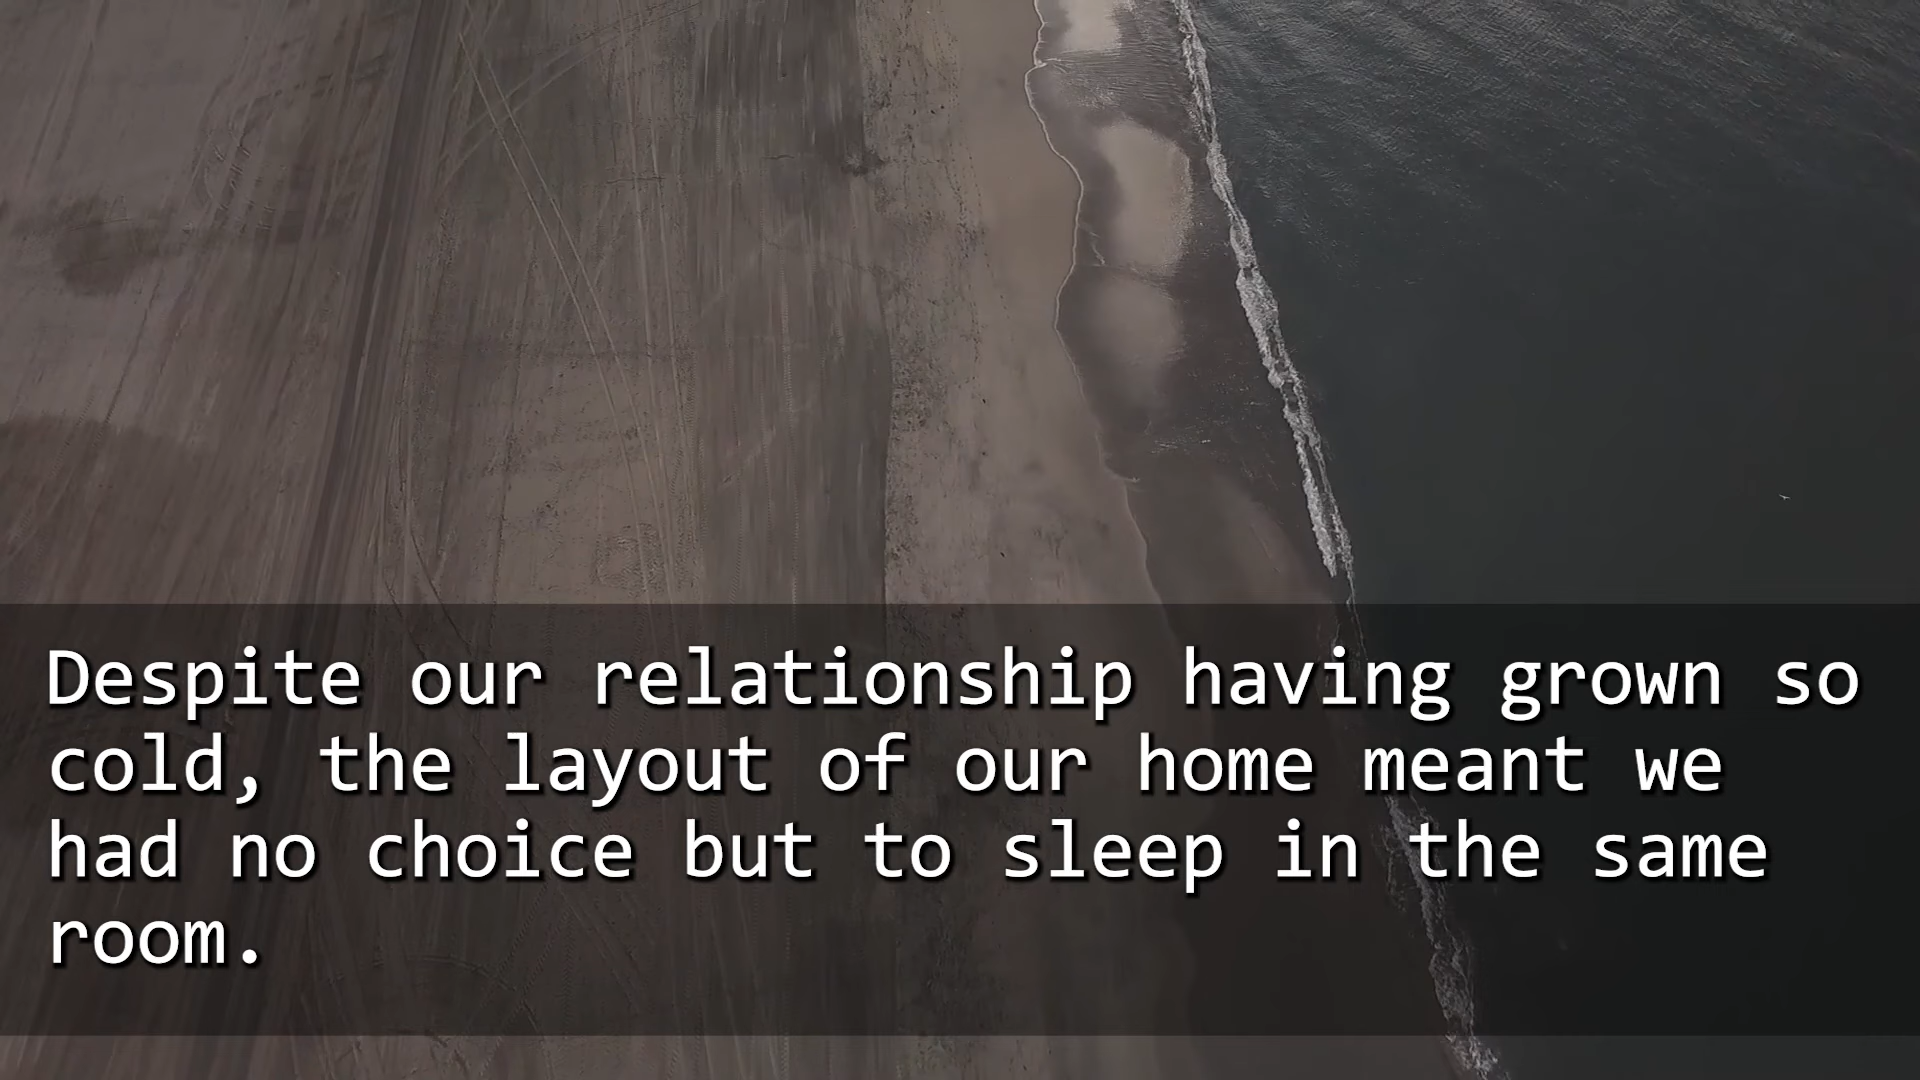 Despite our relationship having grown so
cold, the layout of our home meant we
had no choice but to sleep in the same
room.